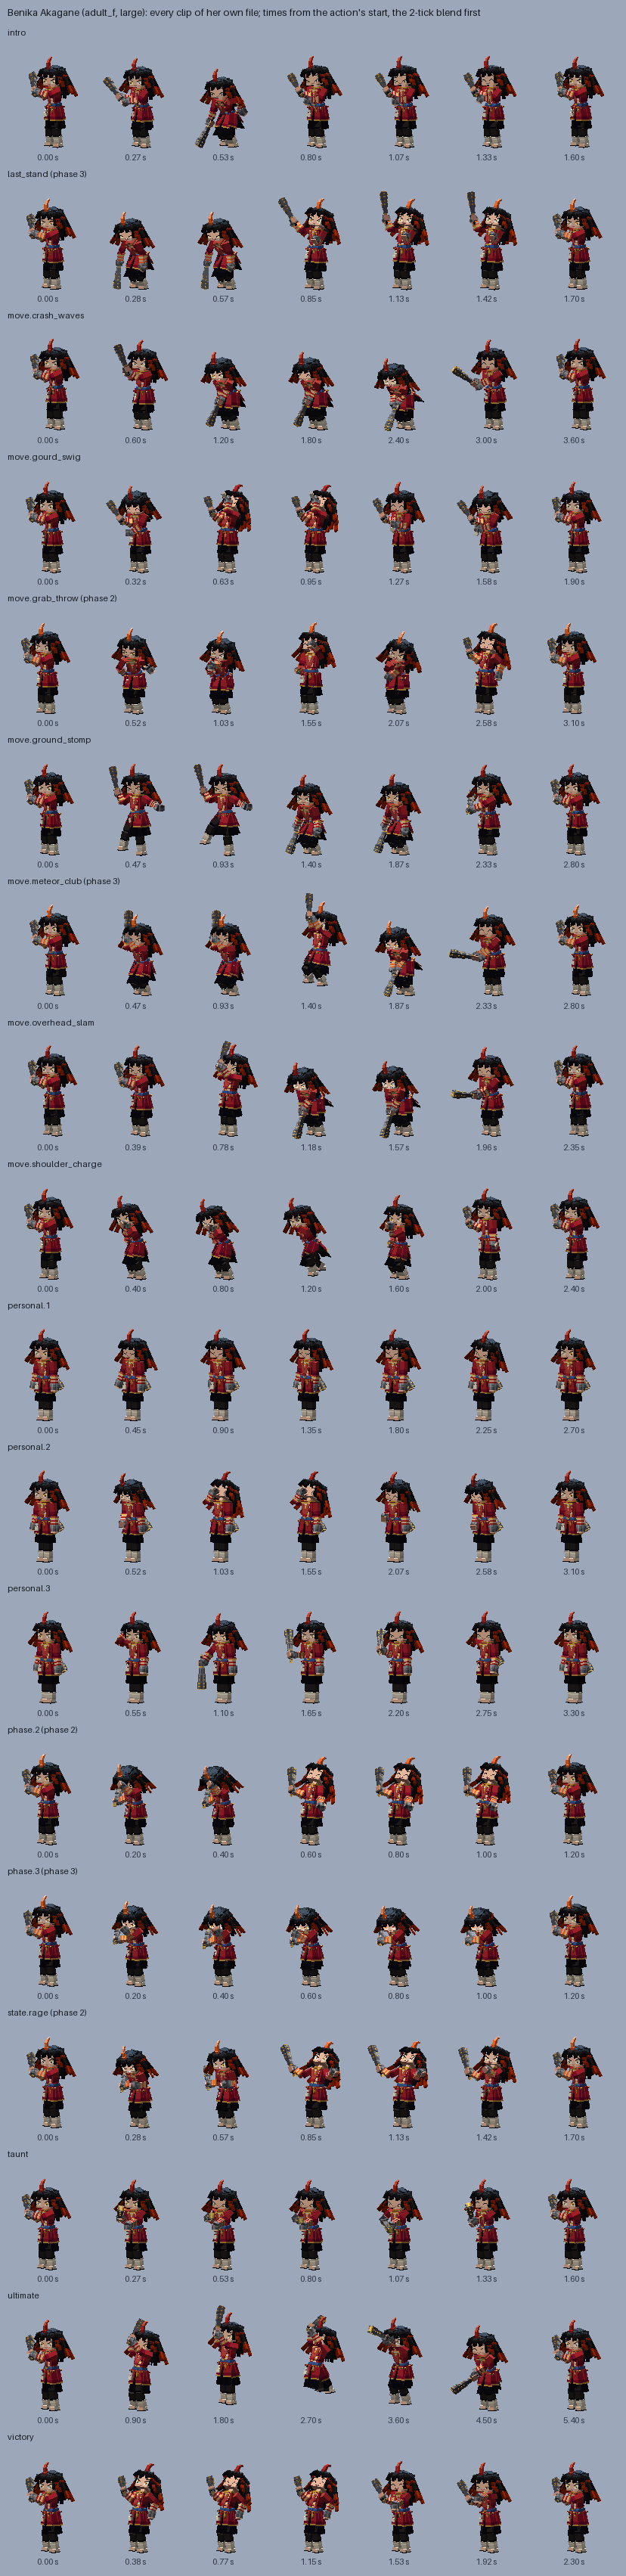 Benika Akagane (adult_f, large): every clip of her own file; times from the action's start, the 2-tick blend first
intro
0.00 s 0.27 s 0.53 s 0.80 s 1.07 s 1.33 s 1.60 s
last_stand (phase 3)
0.00 s 0.28 s 0.57 s 0.85 s 1.13 s 1.42 s 1.70 s
move.crash_waves
0.00 s 0.60 s 1.20 s 1.80 s 2.40 s 3.00 s 3.60 s
move.gourd_swig
0.00 s 0.32 s 0.63 s 0.95 s 1.27 s 1.58 s 1.90 s
move.grab_throw (phase 2)
0.00 s 0.52 s 1.03 s 1.55 s 2.07 s 2.58 s 3.10 s
move.ground_stomp
0.00 s 0.47 s 0.93 s 1.40 s 1.87 s 2.33 s 2.80 s
move.meteor_club (phase 3)
0.00 s 0.47 s 0.93 s 1.40 s 1.87 s 2.33 s 2.80 s
move.overhead_slam
0.00 s 0.39 s 0.78 s 1.18 s 1.57 s 1.96 s 2.35 s
move.shoulder_charge
0.00 s 0.40 s 0.80 s 1.20 s 1.60 s 2.00 s 2.40 s
personal.1
0.00 s 0.45 s 0.90 s 1.35 s 1.80 s 2.25 s 2.70 s
personal.2
0.00 s 0.52 s 1.03 s 1.55 s 2.07 s 2.58 s 3.10 s
personal.3
0.00 s 0.55 s 1.10 s 1.65 s 2.20 s 2.75 s 3.30 s
phase.2 (phase 2)
0.00 s 0.20 s 0.40 s 0.60 s 0.80 s 1.00 s 1.20 s
phase.3 (phase 3)
0.00 s 0.20 s 0.40 s 0.60 s 0.80 s 1.00 s 1.20 s
state.rage (phase 2)
0.00 s 0.28 s 0.57 s 0.85 s 1.13 s 1.42 s 1.70 s
taunt
0.00 s 0.27 s 0.53 s 0.80 s 1.07 s 1.33 s 1.60 s
ultimate
0.00 s 0.90 s 1.80 s 2.70 s 3.60 s 4.50 s 5.40 s
victory
0.00 s 0.38 s 0.77 s 1.15 s 1.53 s 1.92 s 2.30 s